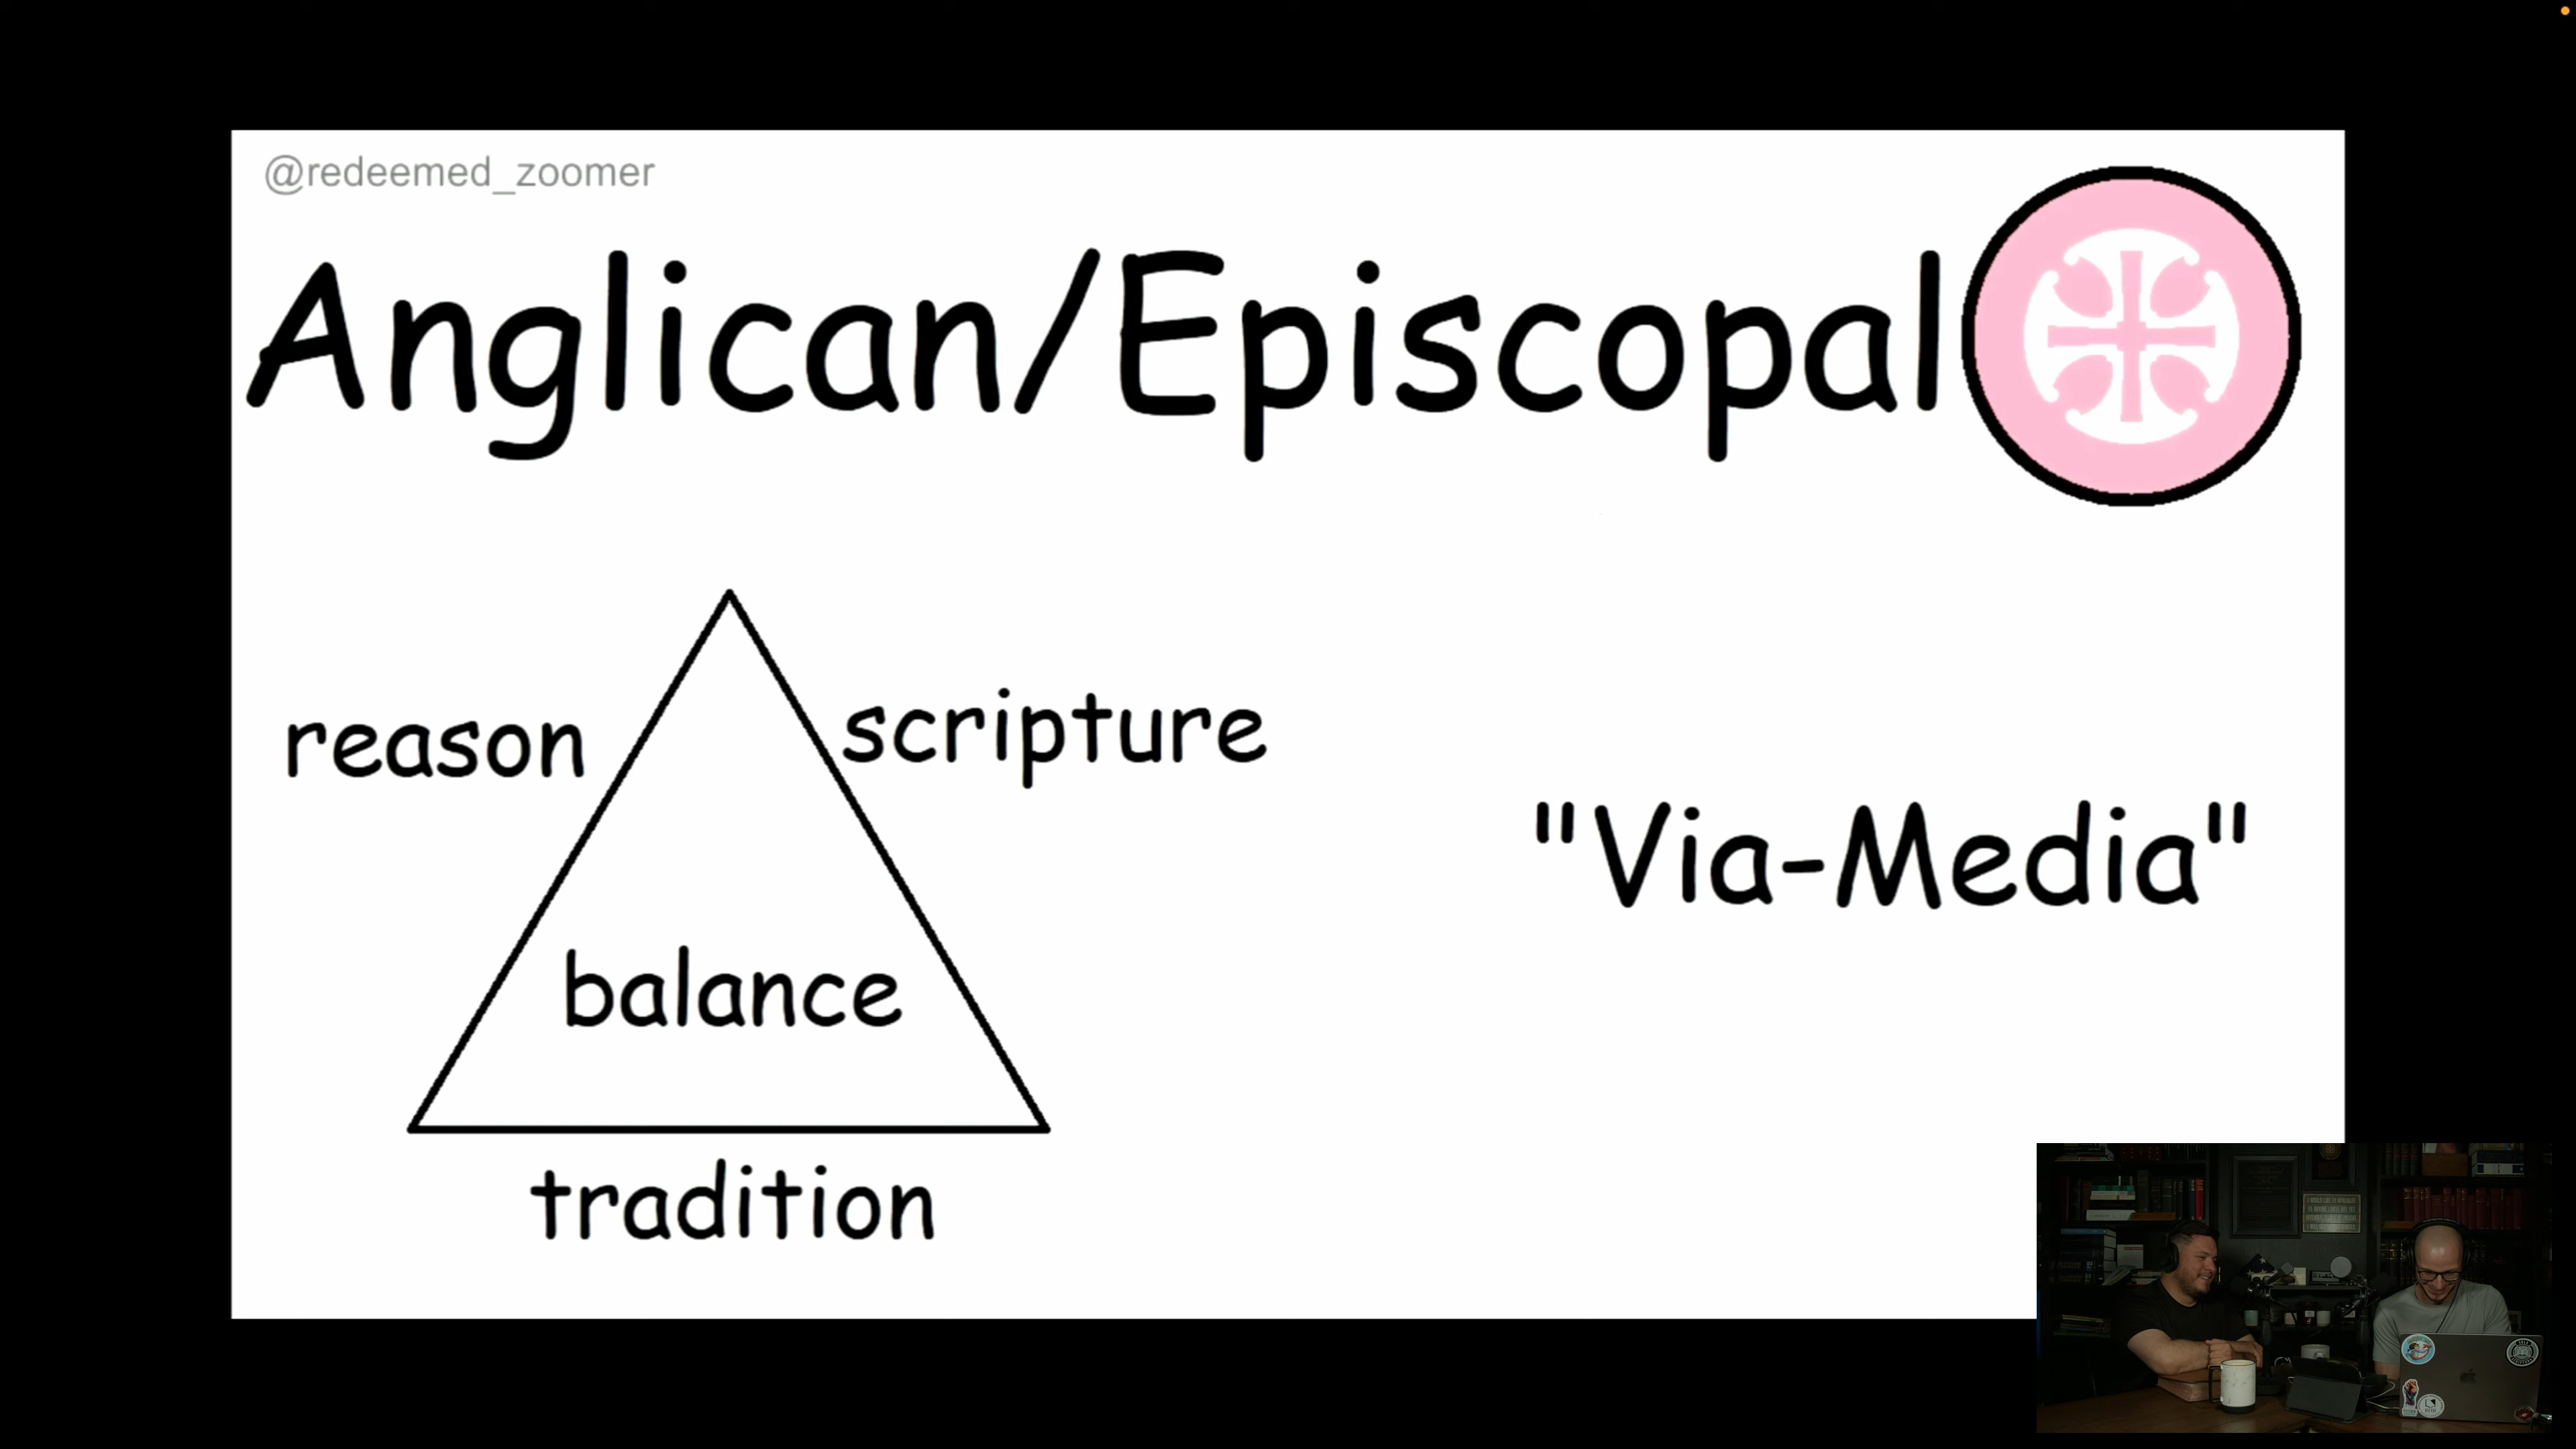 @redeemed_zoomer
Anglican/Episcopal
reason
scripture
"Via-Media"
balance
tradition